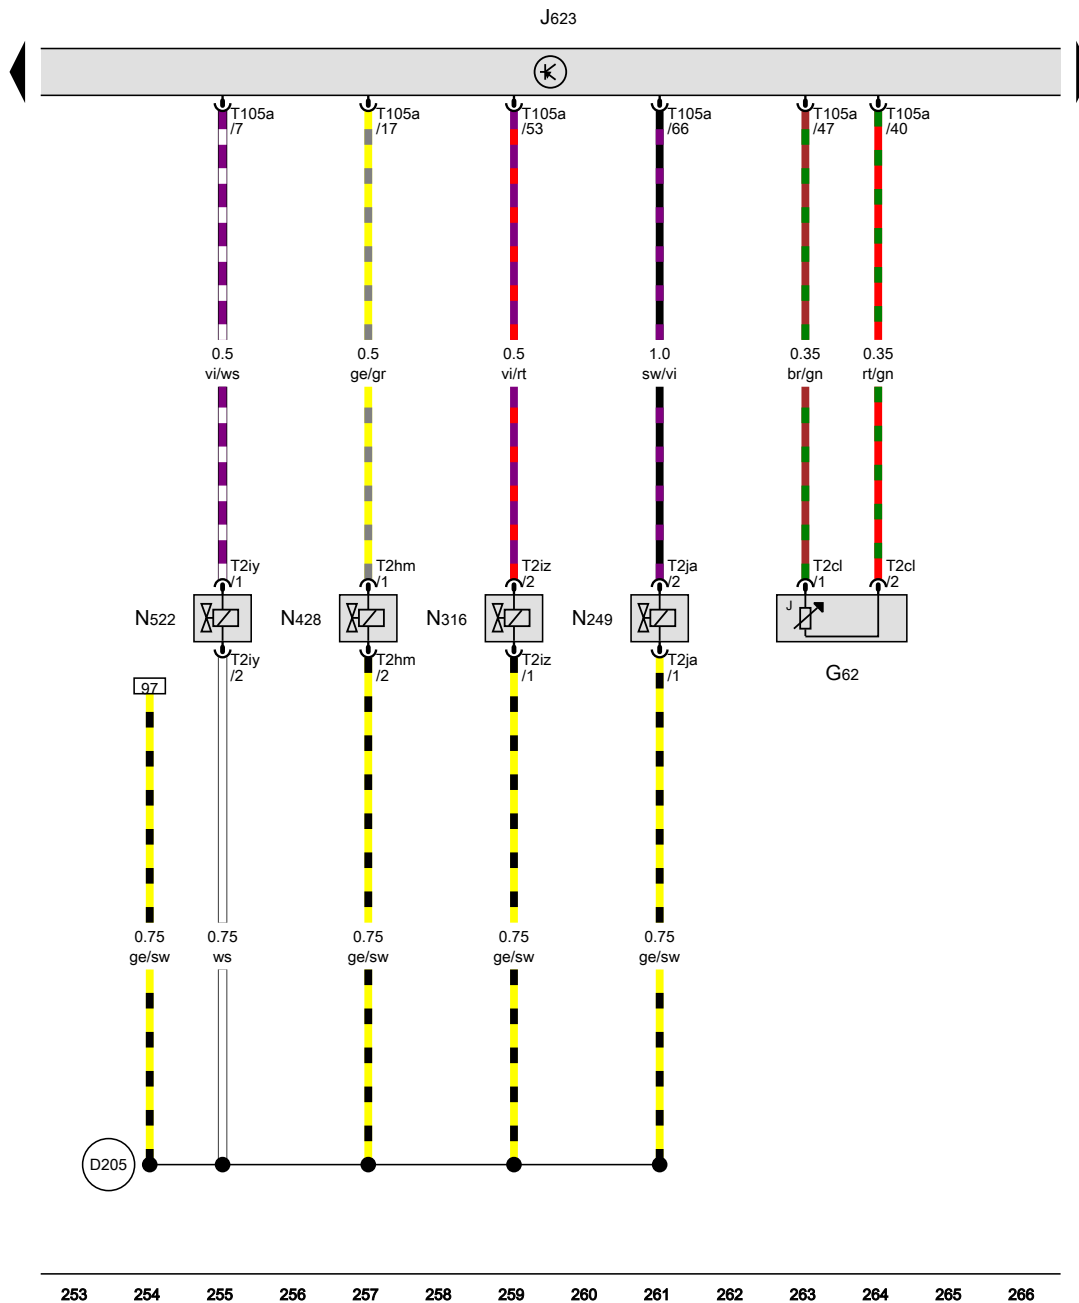 J623
T105a T105a T105a T105a T105a T105a
/7 /17 /53 /66 /47 /40
0.5 0.5 0.5 1.0 0.35 0.35
vi/ws ge/gr vi/rt sw/vi br/gn rt/gn
T2iy T2hm T2iz T2ja T2cl T2cl
/1 /1 /2 /2 /1 /2
J
N522 N428 N316 N249
T2iy T2hm T2iz T2ja
/2 /2 /1 /1
G62
97
0.75 0.75 0.75 0.75 0.75
ge/sw ws ge/sw ge/sw ge/sw
D205
253 254 255 256 257 258 259 260 261 262 263 264 265 266